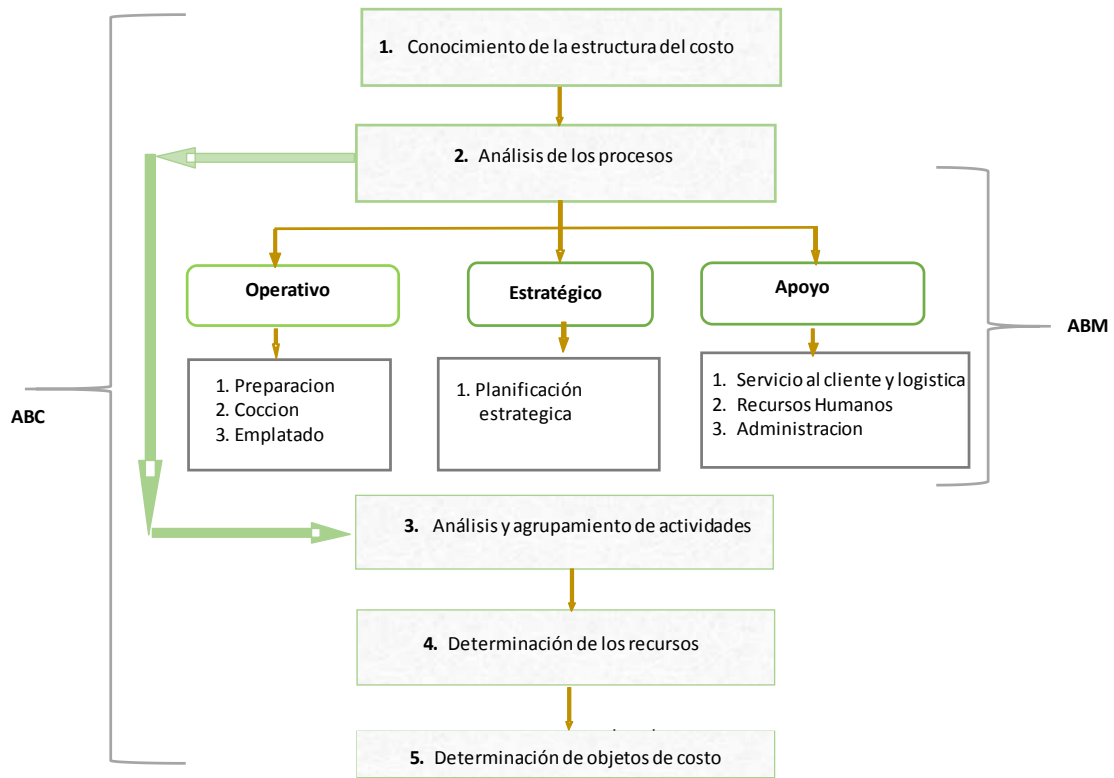 1. Conocimiento de la estructura del costo
2. Análisis de los procesos
Operativo
Estratégico
Apoyo
ABM
1. Preparacion
2. Coccion
3. Emplatado
1. Planificación
estrategica
1. Servicio al cliente y logistica
2. Recursos Humanos
3. Administracion
ABC
3. Análisis y agrupamiento de actividades
4. Determinación de los recursos
5. Determinación de objetos de costo